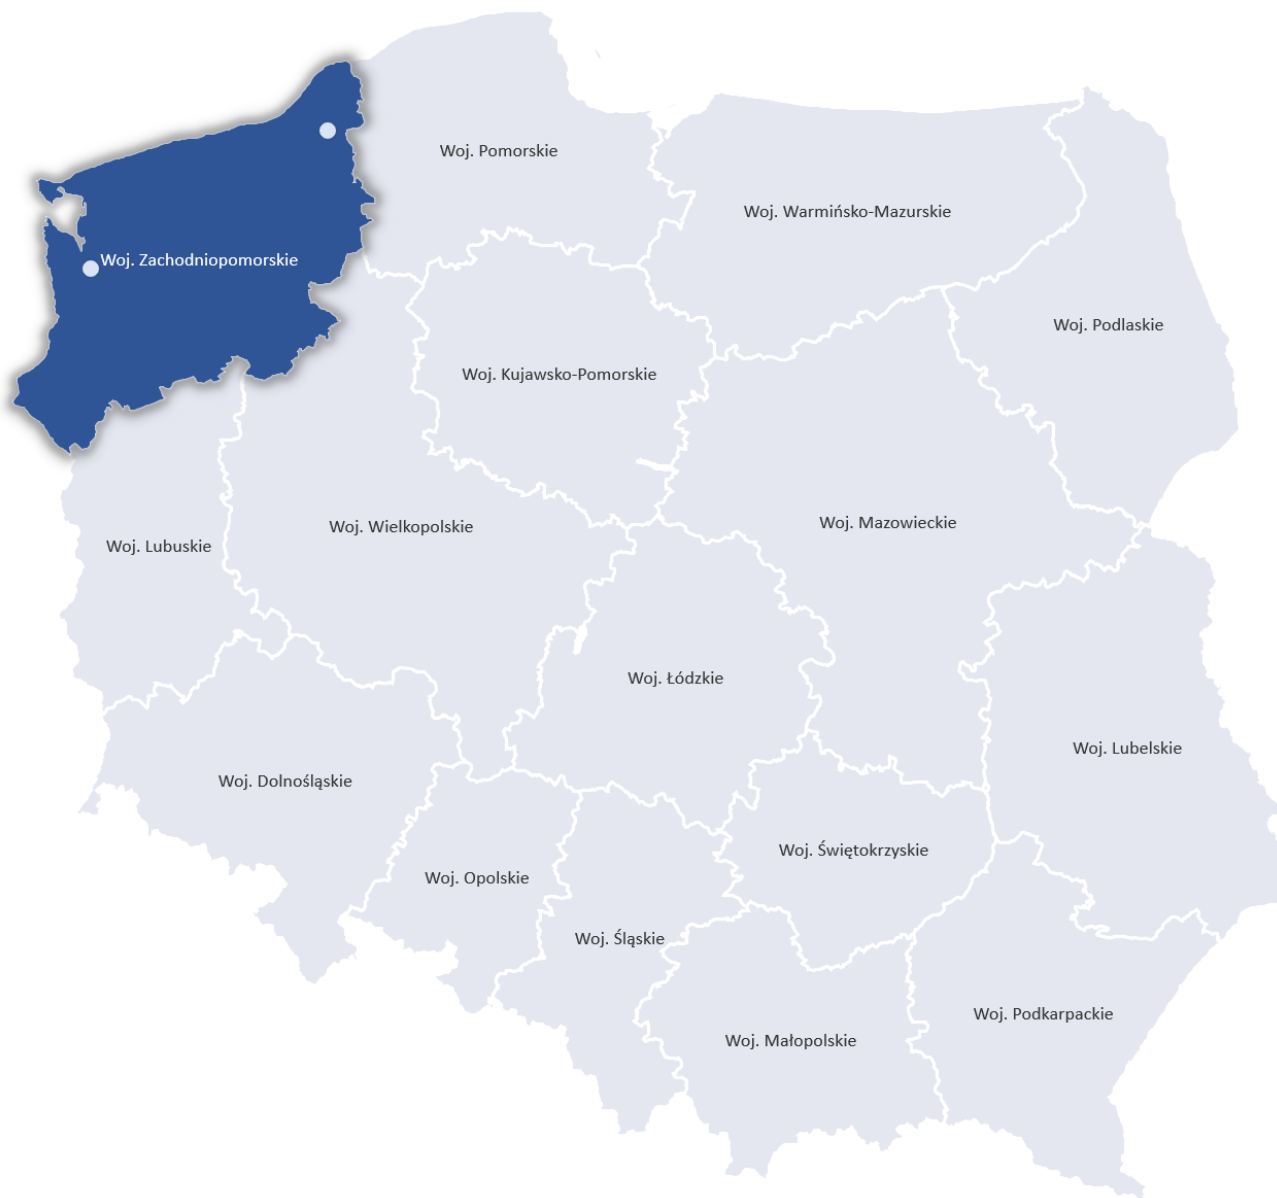 Woj. Pomorskie
Woj. Warmińsko-Mazurskie
Woj. Zachodniopomorskie
Woj. Podlaskie
Woj. Kujawsko-Pomorskie
Woj. Mazowieckie
Woj. Wielkopolskie
Woj. Lubuskie
Woj. Łódzkie
Woj. Lubelskie
Woj. Dolnośląskie
Woj. Świętokrzyskie
Woj. Opolskie
Woj. Śląskie
Woj. Podkarpackie
Woj. Małopolskie